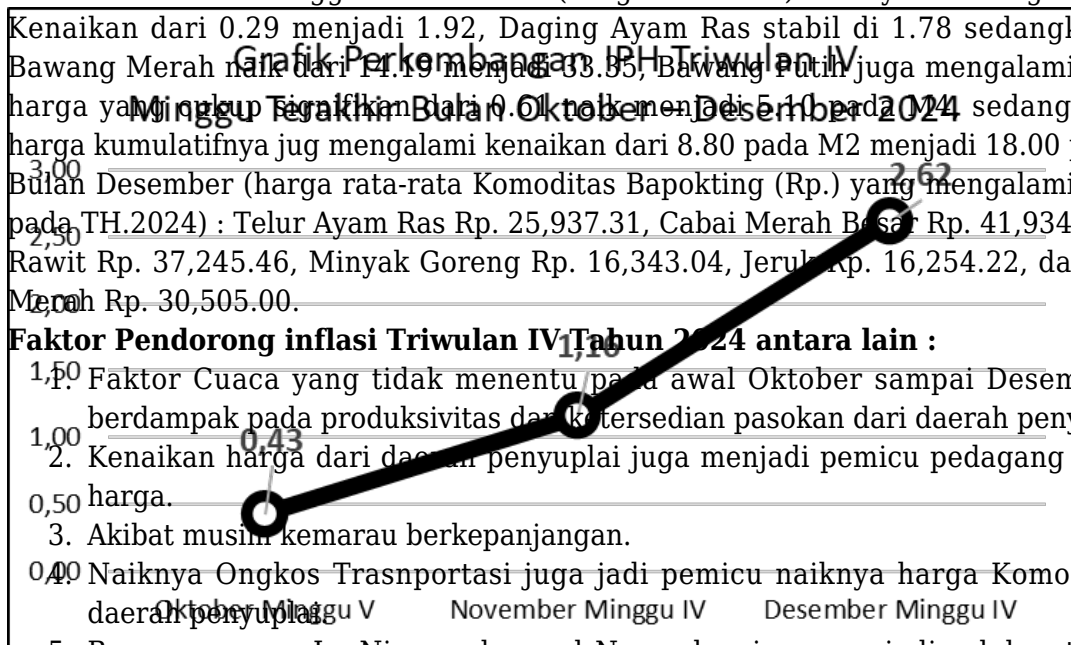 Kenaikan dari 0.29 menjadi 1.92, Daging Ayam Ras stabil di 1.78
Bawang Merah naik dari 14.19 menjadi 33.35, Bawang Putih juga mengalami
harga yang cukup signifikan dari 0.61 naik menjadi 5.10 pada M4, 
harga kumulatifnya jug mengalami kenaikan dari 8.80 pada M2 menjadi 18.00
Bulan Desember (harga rata-rata Komoditas Bapokting (Rp.) yang mengalami
pada TH.2024) : Telur Ayam Ras Rp. 25,937.31, Cabai Merah Besar Rp. 41,934
Rawit Rp. 37,245.46, Minyak Goreng Rp. 16,343.04, Jeruk Rp. 16,254.22,
Merah Rp. 30,505.00.
Faktor Pendorong inflasi Triwulan IV Tahun 2024 antara lain :
1. Faktor Cuaca yang tidak menentu pada awal Oktober sampai
berdampak pada produksivitas dan ketersedian pasokan dari daerah
2. Kenaikan harga dari daerah penyuplai juga menjadi pemicu pedagang
harga.
3. Akibat musim kemarau berkepanjangan.
4. Naiknya Ongkos Trasnportasi juga jadi pemicu naiknya harga
daerah penyuplai.
Grafik Perkembangan IPH Triwulan IV
Minggu Terakhir Bulan Oktober – Desember 2024
3,00
2,50
2,00
1,50
1,00
0,50
0,00
0,43
1,16
2,62
Oktober Minggu V November Minggu IV Desember Minggu IV